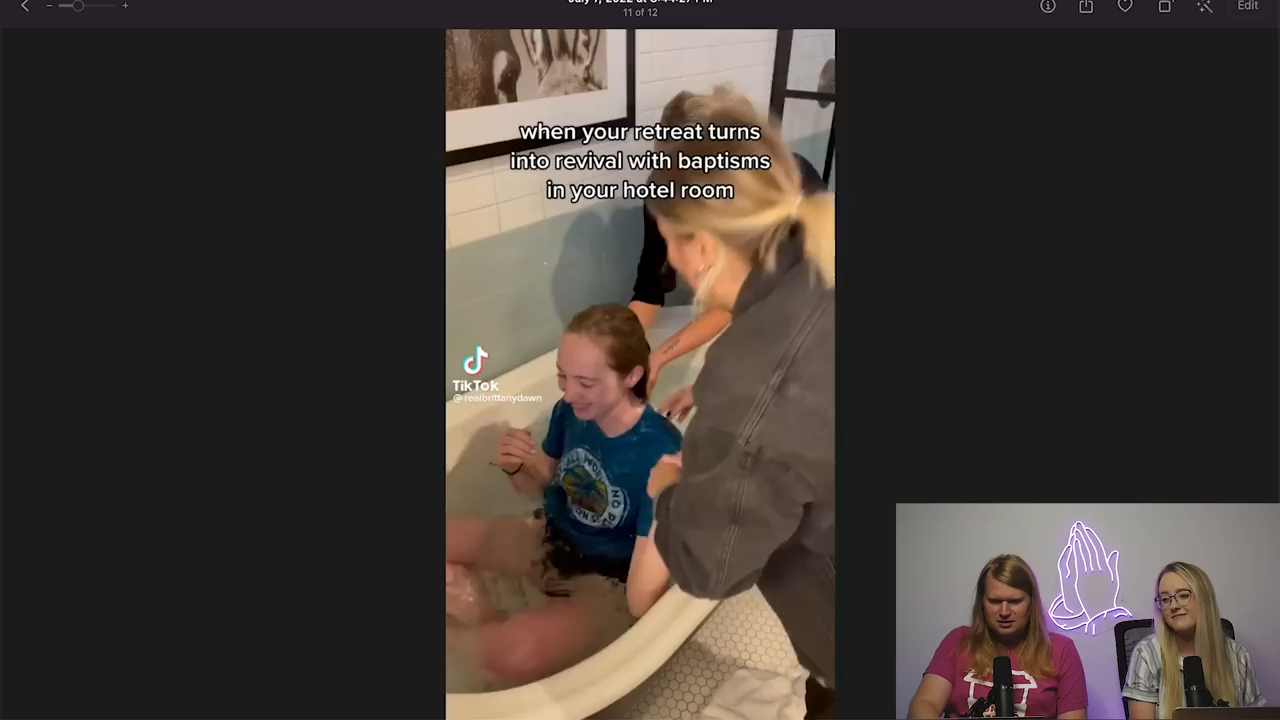 11 of 12
Edit
when your retreat turns
into revival with baptisms
in your hotel room
TikTok
@realbrittanydawn